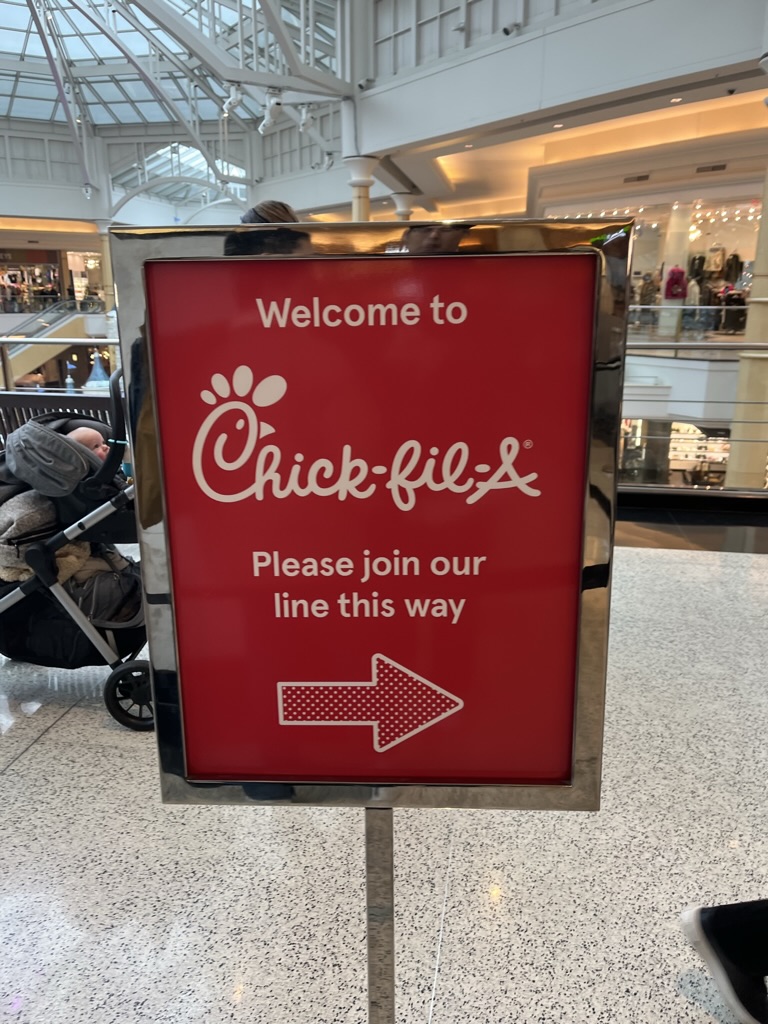 Welcome to
Chick-fil-A®
Please join our
line this way